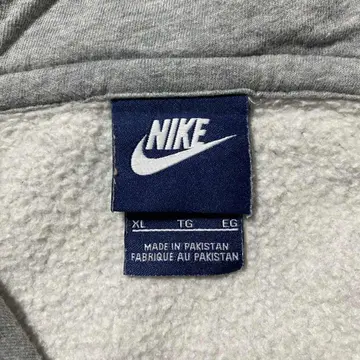 NIKE
XL TG EG
MADE IN PAKISTAN
FABRIQUE AU PAKISTAN